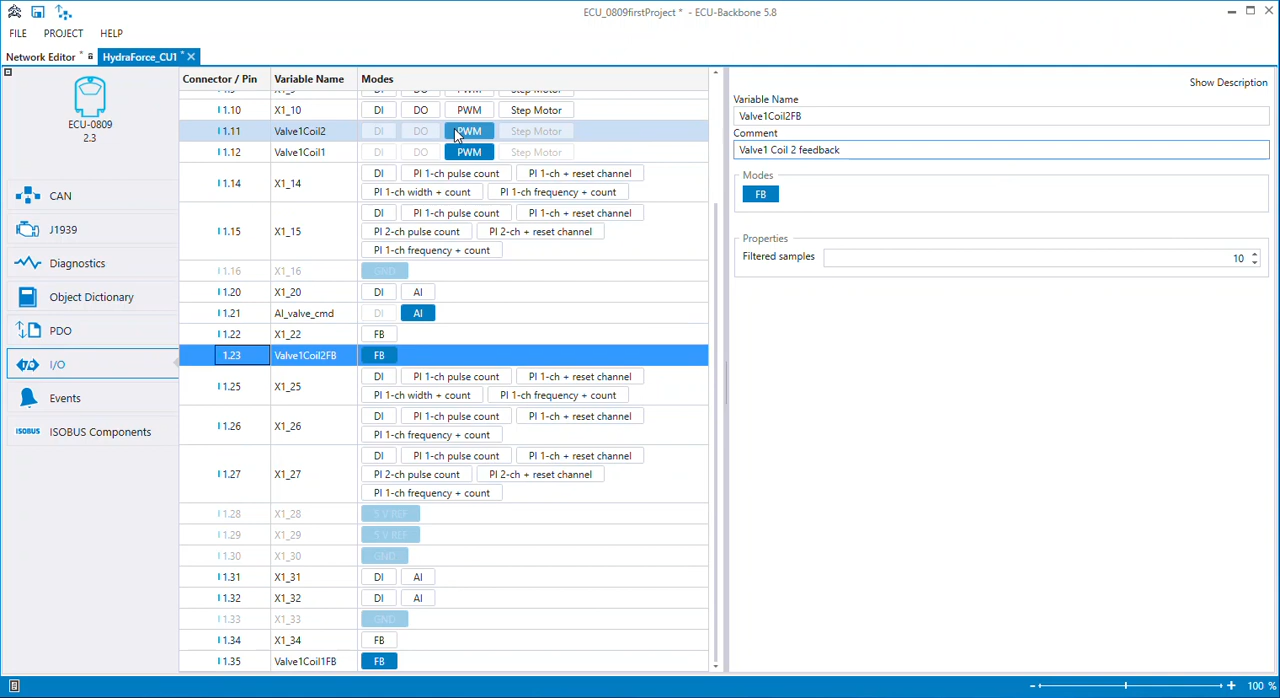 ECU_0809firstProject * - ECU-Backbone 5.8
FILE PROJECT HELP
Network Editor * HydraForce_CU1 *
ECU-0809
2.3
CAN
J1939
Diagnostics
Object Dictionary
PDO
I/O
Events
ISOBUS ISOBUS Components
Connector / Pin Variable Name Modes
1.10 X1_10 DI DO PWM Step Motor
1.11 Valve1Coil2 DI DO PWM Step Motor
1.12 Valve1Coil1 DI DO PWM Step Motor
1.14 X1_14 DI PI 1-ch pulse count PI 1-ch + reset channel
PI 1-ch width + count PI 1-ch frequency + count
1.15 X1_15 DI PI 1-ch pulse count PI 1-ch + reset channel
PI 2-ch pulse count PI 2-ch + reset channel
PI 1-ch frequency + count
1.16 X1_16 GND
1.20 X1_20 DI AI
1.21 AI_valve_cmd DI AI
1.22 X1_22 FB
1.23 Valve1Coil2FB FB
1.25 X1_25 DI PI 1-ch pulse count PI 1-ch + reset channel
PI 1-ch width + count PI 1-ch frequency + count
1.26 X1_26 DI PI 1-ch pulse count PI 1-ch + reset channel
PI 1-ch frequency + count
1.27 X1_27 DI PI 1-ch pulse count PI 1-ch + reset channel
PI 2-ch pulse count PI 2-ch + reset channel
PI 1-ch frequency + count
1.28 X1_28 5 V REF
1.29 X1_29 5 V REF
1.30 X1_30 GND
1.31 X1_31 DI AI
1.32 X1_32 DI AI
1.33 X1_33 GND
1.34 X1_34 FB
1.35 Valve1Coil1FB FB
Show Description
Variable Name
Valve1Coil2FB
Comment
Valve1 Coil 2 feedback
Modes
FB
Properties
Filtered samples 10
100 %